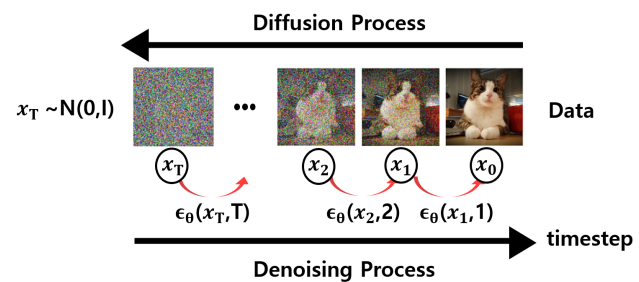 Diffusion Process
x_T ~N(0,I)
•••
Data
x_T
x_2
x_1
x_0
ϵ_θ(x_T,T)
ϵ_θ(x_2,2)
ϵ_θ(x_1,1)
timestep
Denoising Process